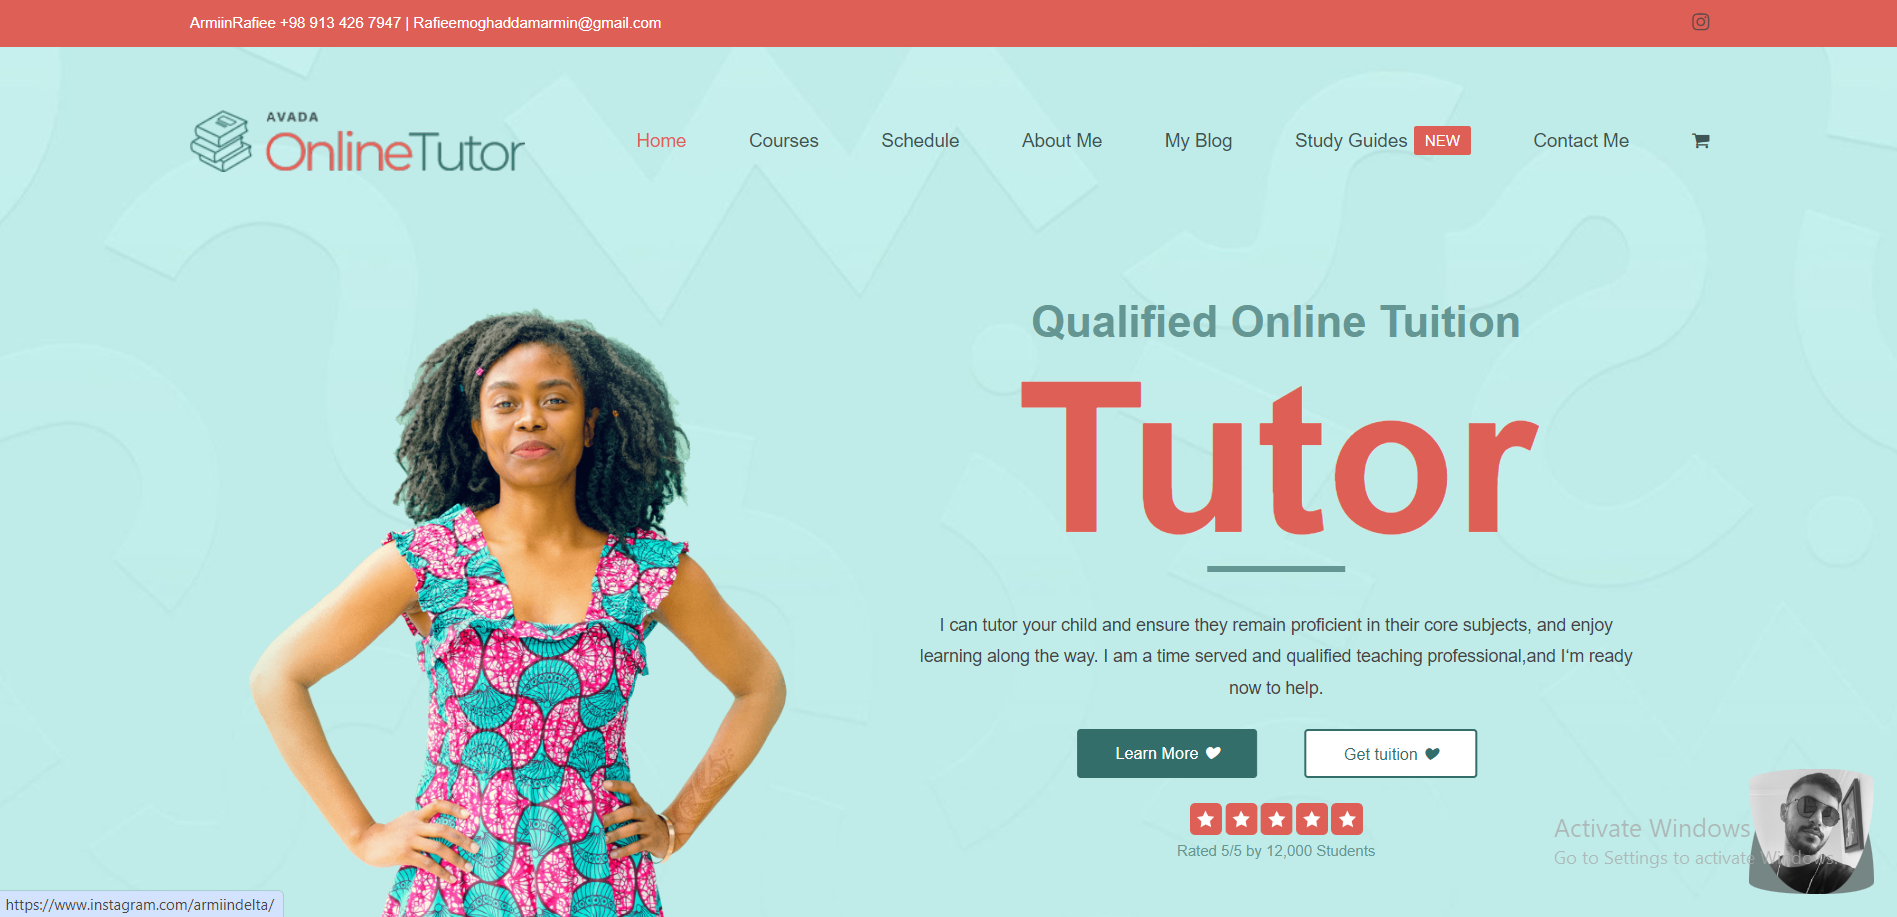 ArmiinRafiee +98 913 426 7947 | Rafieemoghaddamarmin@gmail.com
AVADA
OnlineTutor
Home Courses Schedule About Me My Blog Study Guides NEW Contact Me
Qualified Online Tuition
Tutor
I can tutor your child and ensure they remain proficient in their core subjects, and enjoy
learning along the way. I am a time served and qualified teaching professional,and I'm ready
now to help.
Learn More Get tuition
Rated 5/5 by 12,000 Students
Activate Windows
Go to Settings to activate Windows.
https://www.instagram.com/armiindelta/